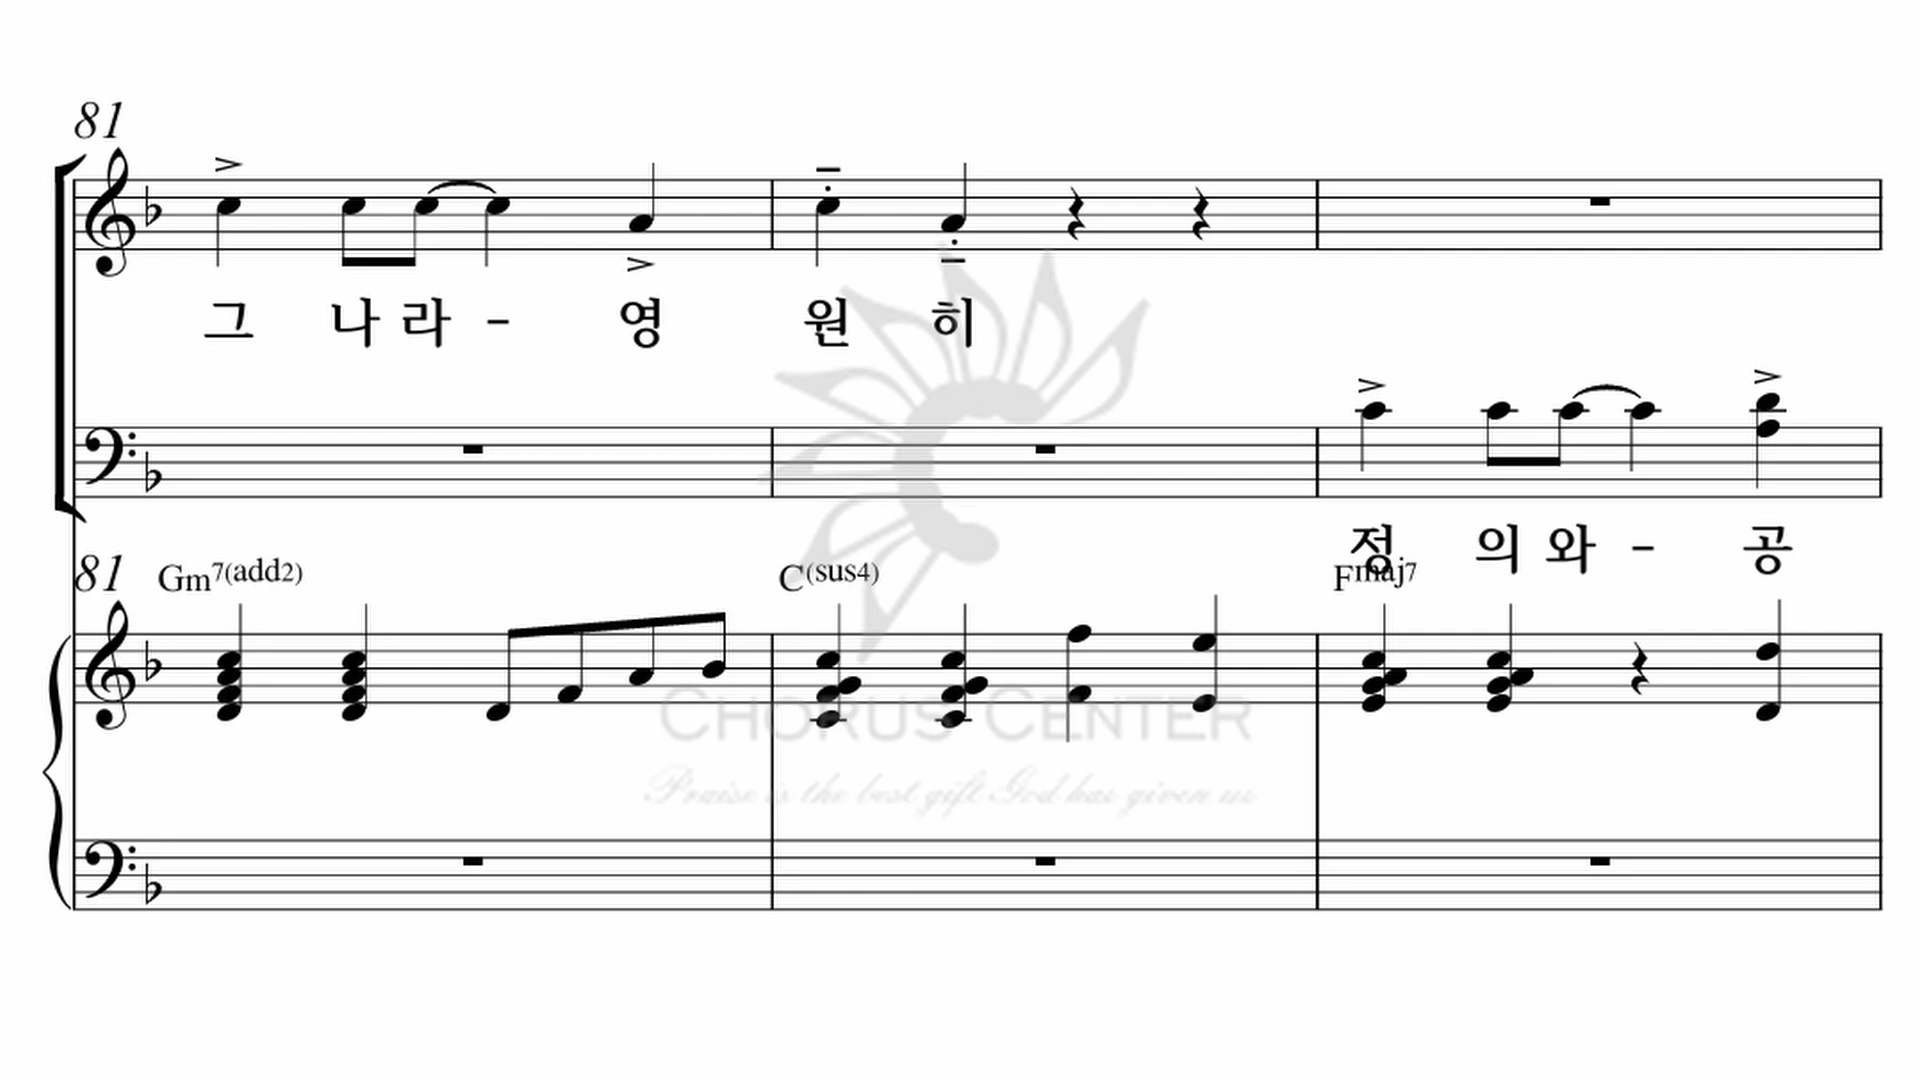 81
그 나 라 - 영 원 히
정 의 와 - 공
81 Gm7(add2) C(sus4) Fmaj7
CHORUS CENTER
Praise is the best gift God has given us